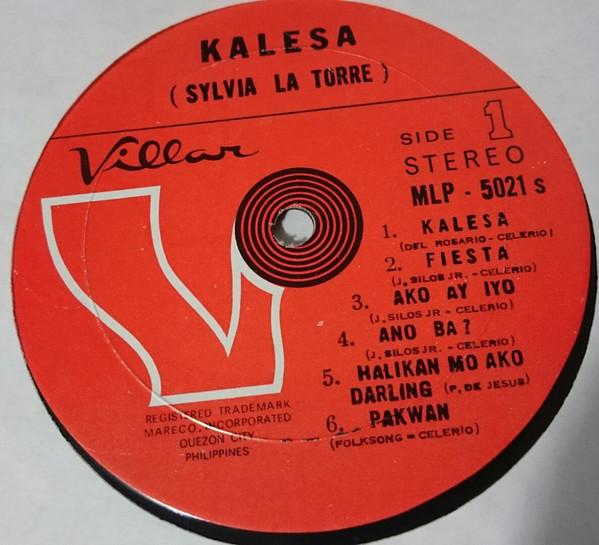 KALESA
( SYLVIA LA TORRE )
Villar
SIDE 1
STEREO
MLP - 5021 s
1. KALESA
(DEL ROSARIO - CELERIO)
2. FIESTA
(J. SILOS JR. - CELERIO)
3. AKO AY IYO
(J. SILOS JR - CELERIO)
4. ANO BA?
(J. SILOS JR. - CELERIO)
5. HALIKAN MO AKO
DARLING (P. DE JESUS)
6. PAKWAN
(FOLKSONG = CELERIO)
REGISTERED TRADEMARK
MARECO, INCORPORATED
QUEZON CITY
PHILIPPINES